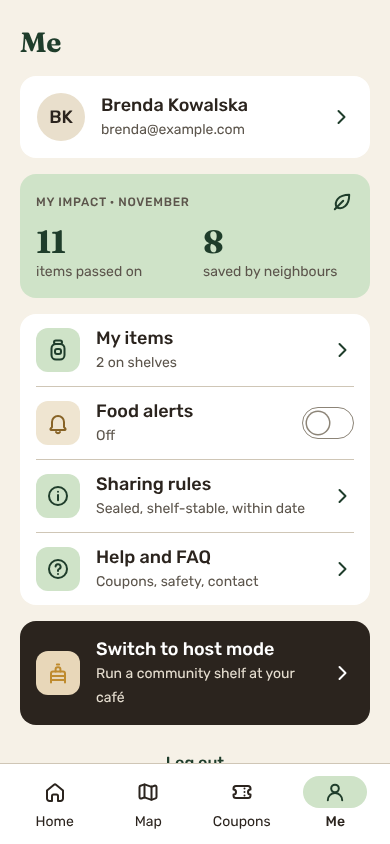 Me
BK
Brenda Kowalska
brenda@example.com
MY IMPACT • NOVEMBER
11
items passed on
8
saved by neighbours
My items
2 on shelves
Food alerts
Off
Sharing rules
Sealed, shelf-stable, within date
Help and FAQ
Coupons, safety, contact
Switch to host mode
Run a community shelf at your
café
Log out
Home
Map
Coupons
Me